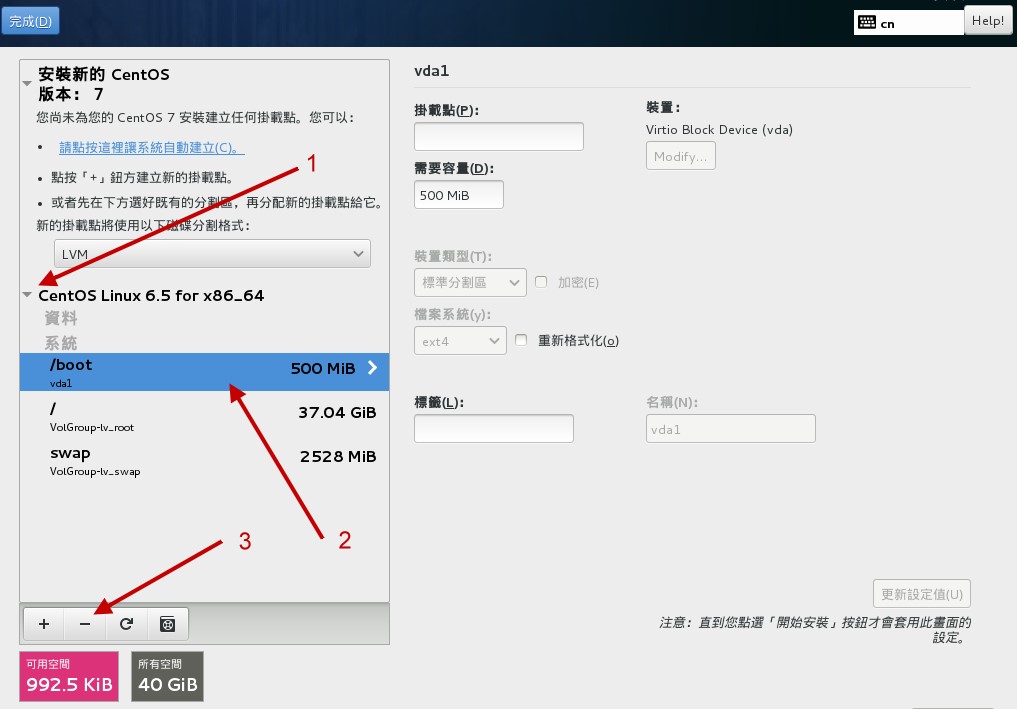 完成(D)
cn
Help!
安裝新的 CentOS
版本: 7
您尚未為您的 CentOS 7 安裝建立任何掛載點。您可以:
• 請點按這裡讓系統自動建立(C)。
• 點按「+」鈕方建立新的掛載點。
• 或者先在下方選好既有的分割區，再分配新的掛載點給它。
新的掛載點將使用以下磁碟分割格式:
LVM
1
CentOS Linux 6.5 for x86_64
資料
系統
/boot
500 MiB
vda1
/
37.04 GiB
VolGroup-lv_root
swap
2528 MiB
VolGroup-lv_swap
2
3
+ −
可用空間
992.5 KiB
所有空間
40 GiB
vda1
掛載點(P):
裝置:
Virtio Block Device (vda)
Modify...
需要容量(D):
500 MiB
裝置類型(T):
標準分割區
加密(E)
檔案系統(y):
ext4
重新格式化(o)
標籤(L):
名稱(N):
vda1
更新設定值(U)
注意: 直到您點選「開始安裝」按鈕才會套用此畫面的
設定。